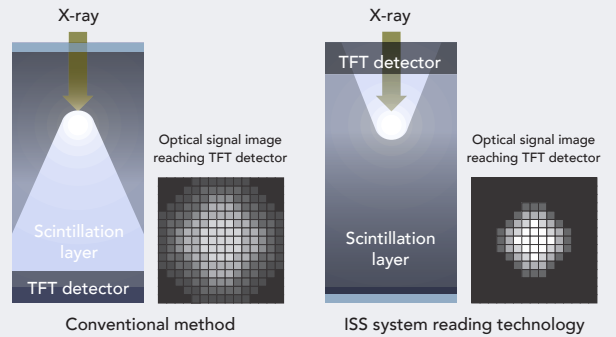 X-ray
Optical signal image
reaching TFT detector
Scintillation
layer
TFT detector
Conventional method
X-ray
TFT detector
Optical signal image
reaching TFT detector
Scintillation
layer
ISS system reading technology